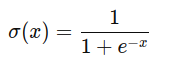 σ(x) = 1 / (1 + e^{-x})